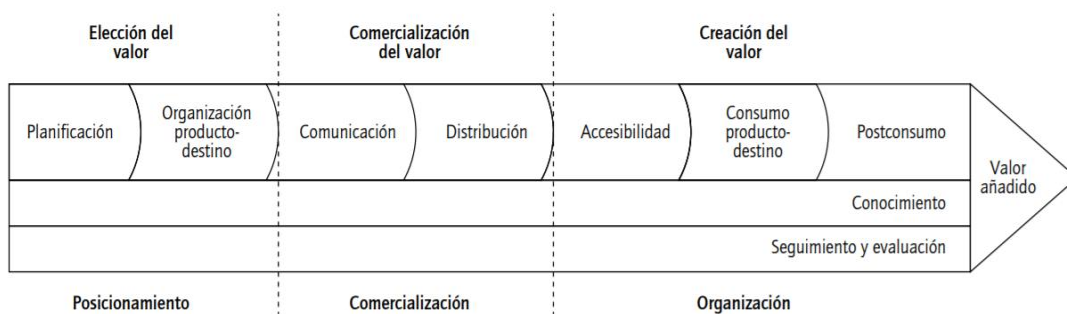 Elección del
valor
Comercialización
del valor
Creación del
valor
Planificación
Organización
producto-
destino
Comunicación
Distribución
Accesibilidad
Consumo
producto-
destino
Postconsumo
Valor
añadido
Conocimiento
Seguimiento y evaluación
Posicionamiento
Comercialización
Organización